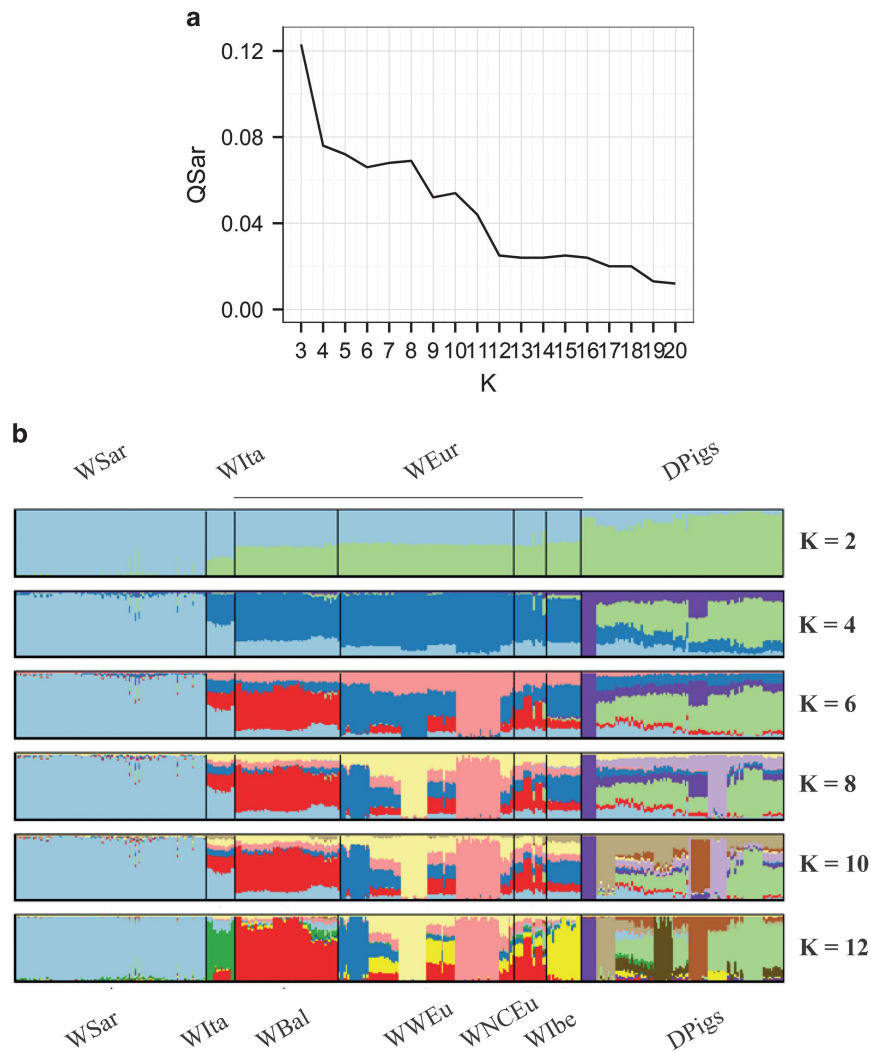 a
0.12
0.08
0.04
0.00
QSar
3 4 5 6 7 8 9 10 11 12 13 14 15 16 17 18 19 20
K
b
WSar WIta WEur DPigs
K = 2
K = 4
K = 6
K = 8
K = 10
K = 12
WSar WIta WBal WWEu WNCEu WIbe DPigs